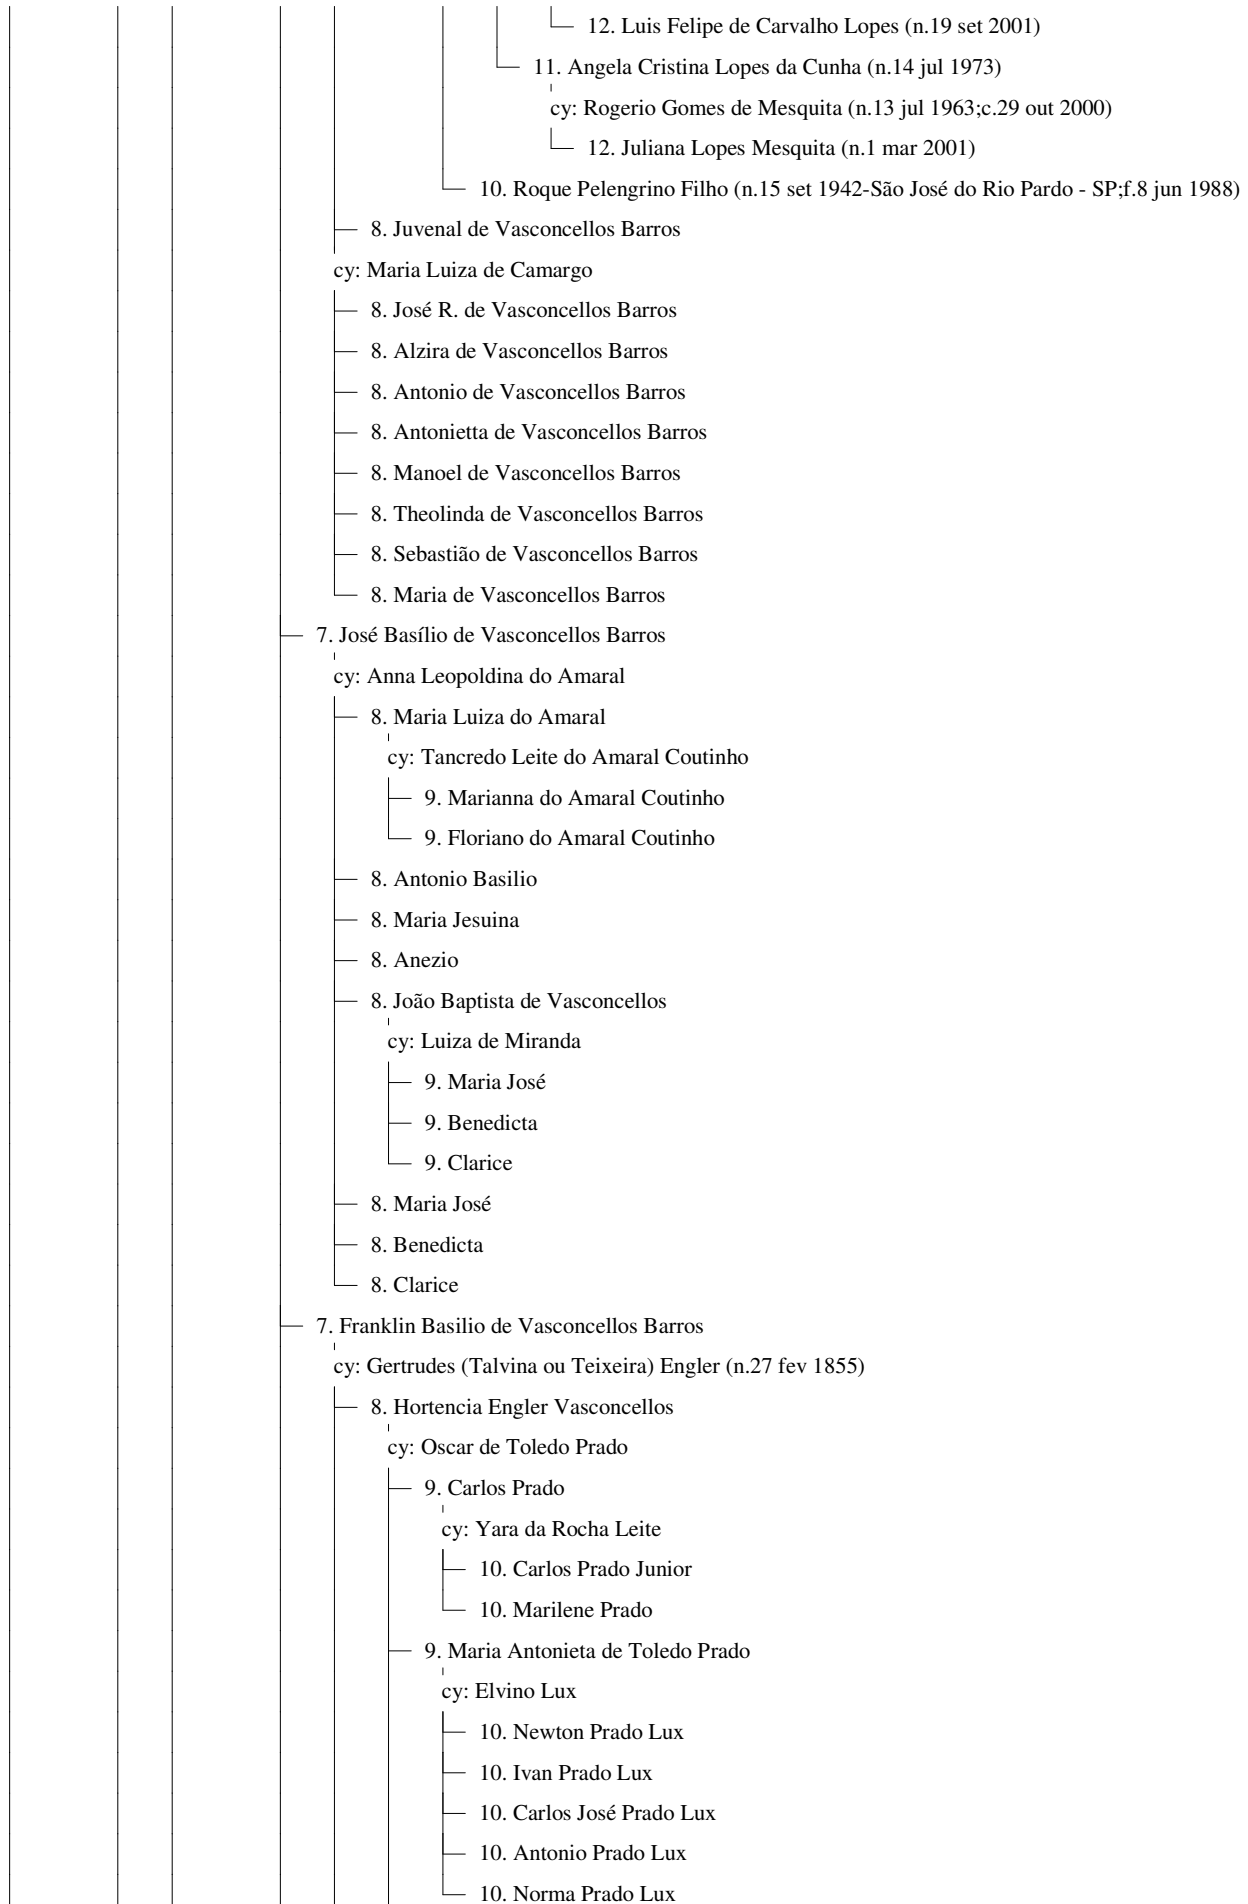 12. Luis Felipe de Carvalho Lopes (n.19 set 2001)
11. Angela Cristina Lopes da Cunha (n.14 jul 1973)
cy: Rogerio Gomes de Mesquita (n.13 jul 1963;c.29 out 2000)
12. Juliana Lopes Mesquita (n.1 mar 2001)
10. Roque Pelengrino Filho (n.15 set 1942-São José do Rio Pardo - SP;f.8 jun 1988)
8. Juvenal de Vasconcellos Barros
cy: Maria Luiza de Camargo
8. José R. de Vasconcellos Barros
8. Alzira de Vasconcellos Barros
8. Antonio de Vasconcellos Barros
8. Antonietta de Vasconcellos Barros
8. Manoel de Vasconcellos Barros
8. Theolinda de Vasconcellos Barros
8. Sebastião de Vasconcellos Barros
8. Maria de Vasconcellos Barros
7. José Basílio de Vasconcellos Barros
cy: Anna Leopoldina do Amaral
8. Maria Luiza do Amaral
cy: Tancredo Leite do Amaral Coutinho
9. Marianna do Amaral Coutinho
9. Floriano do Amaral Coutinho
8. Antonio Basilio
8. Maria Jesuina
8. Anezio
8. João Baptista de Vasconcellos
cy: Luiza de Miranda
9. Maria José
9. Benedicta
9. Clarice
8. Maria José
8. Benedicta
8. Clarice
7. Franklin Basilio de Vasconcellos Barros
cy: Gertrudes (Talvina ou Teixeira) Engler (n.27 fev 1855)
8. Hortencia Engler Vasconcellos
cy: Oscar de Toledo Prado
9. Carlos Prado
cy: Yara da Rocha Leite
10. Carlos Prado Junior
10. Marilene Prado
9. Maria Antonieta de Toledo Prado
cy: Elvino Lux
10. Newton Prado Lux
10. Ivan Prado Lux
10. Carlos José Prado Lux
10. Antonio Prado Lux
10. Norma Prado Lux